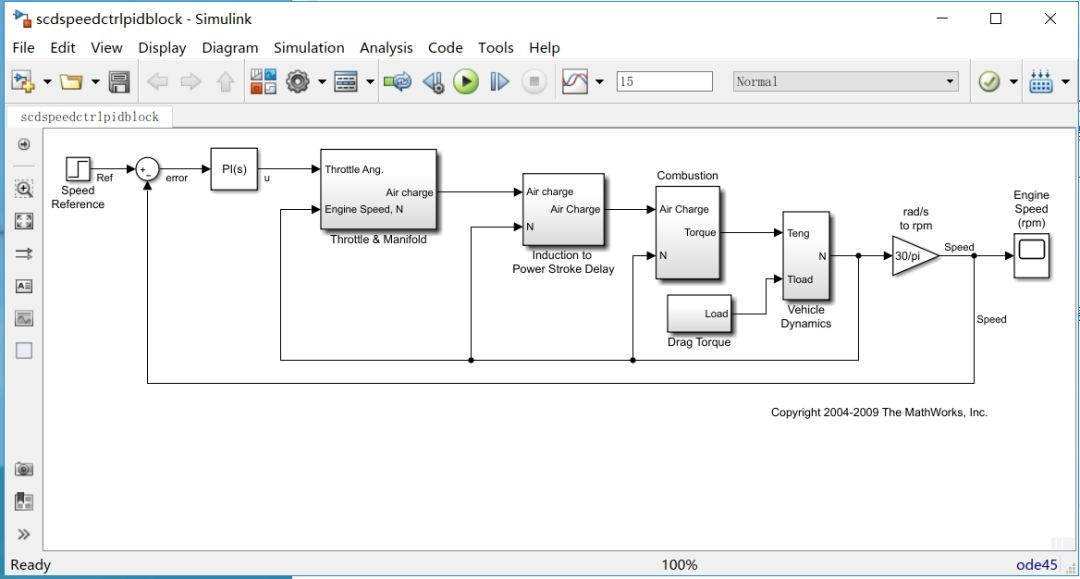 scdspeedctrlpidblock - Simulink
File Edit View Display Diagram Simulation Analysis Code Tools Help
15
Normal
scdspeedctrlpidblock
Speed
Reference
Ref
+
-
error
PI(s)
u
Throttle Ang.
Air charge
Engine Speed, N
Throttle & Manifold
Air charge
Air Charge
N
Induction to
Power Stroke Delay
Combustion
Air Charge
Torque
N
Load
Drag Torque
Teng
N
Tload
Vehicle
Dynamics
rad/s
to rpm
30/pi
Speed
Engine
Speed
(rpm)
Speed
Copyright 2004-2009 The MathWorks, Inc.
Ready
100%
ode45